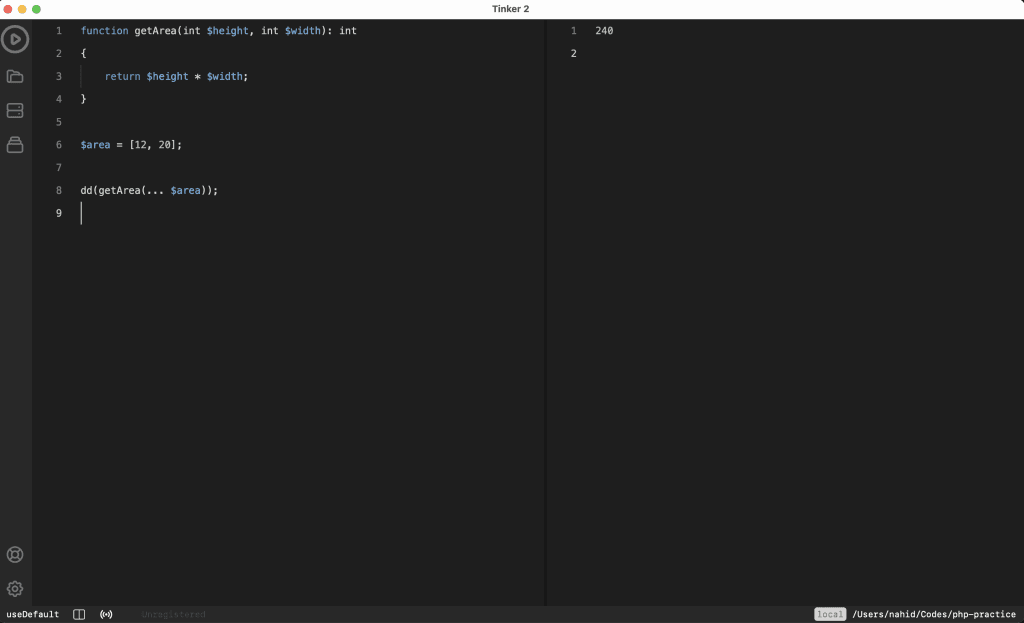 Tinker 2
1 function getArea(int $height, int $width): int
2 {
3     return $height * $width;
4 }
5
6 $area = [12, 20];
7
8 dd(getArea(... $area));
9
1 240
2
useDefault Unregistered local /Users/nahid/Codes/php-practice